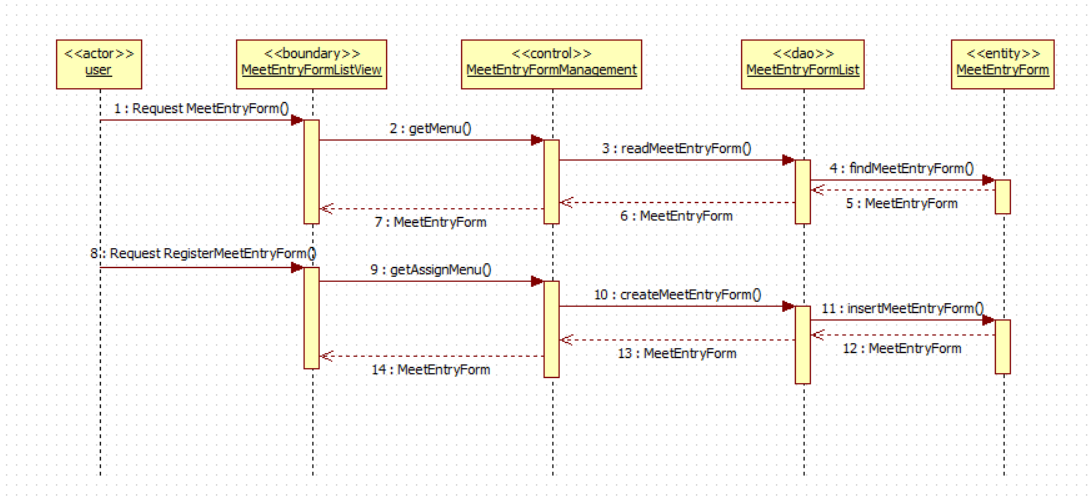 <<actor>>
user
<<boundary>>
MeetEntryFormListView
<<control>>
MeetEntryFormManagement
<<dao>>
MeetEntryFormList
<<entity>>
MeetEntryForm
1 : Request MeetEntryForm()
2 : getMenu()
3 : readMeetEntryForm()
4 : findMeetEntryForm()
5 : MeetEntryForm
6 : MeetEntryForm
7 : MeetEntryForm
8 : Request RegisterMeetEntryForm()
9 : getAssignMenu()
10 : createMeetEntryForm()
11 : insertMeetEntryForm()
12 : MeetEntryForm
13 : MeetEntryForm
14 : MeetEntryForm